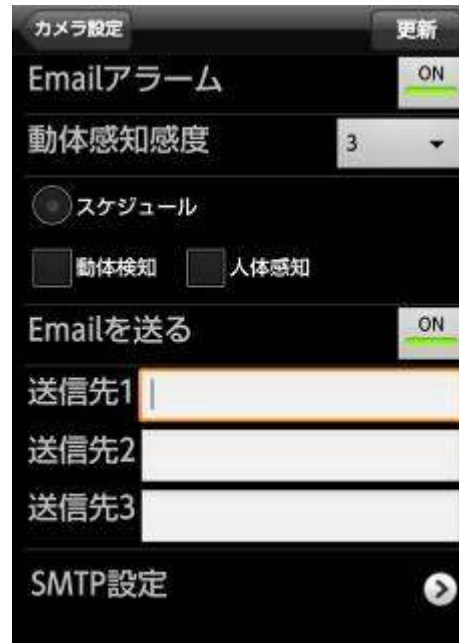 カメラ設定 更新
Emailアラーム ON
動体感知感度 3
スケジュール
動体検知 人体感知
Emailを送る ON
送信先1
送信先2
送信先3
SMTP設定